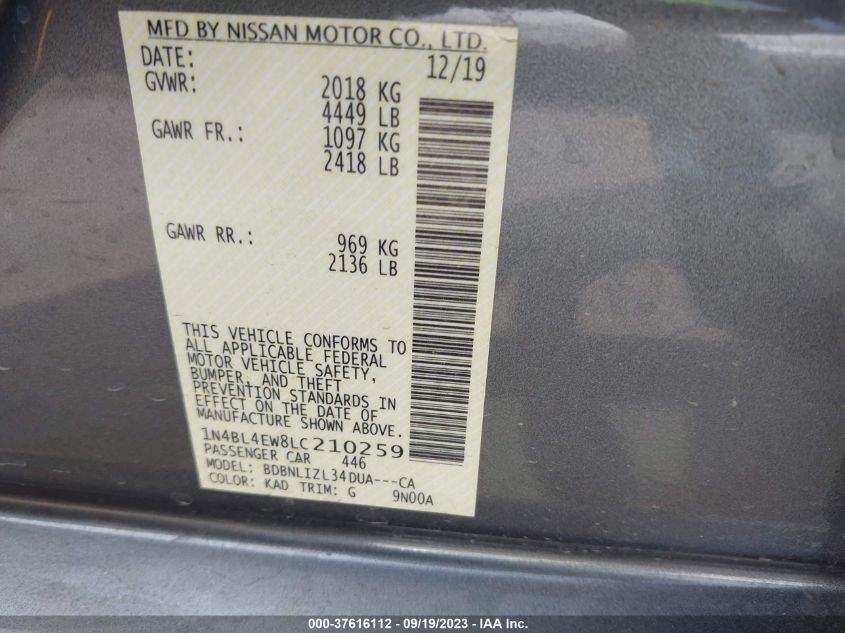 MFD BY NISSAN MOTOR CO., LTD.
DATE: 12/19
GVWR: 2018 KG
4449 LB
GAWR FR.: 1097 KG
2418 LB
GAWR RR.: 969 KG
2136 LB
THIS VEHICLE CONFORMS TO
ALL APPLICABLE FEDERAL
MOTOR VEHICLE SAFETY,
BUMPER, AND THEFT
PREVENTION STANDARDS IN
EFFECT ON THE DATE OF
MANUFACTURE SHOWN ABOVE.
1N4BL4EW8LC210259
PASSENGER CAR 446
MODEL: BDBNLIZL34DUA---CA
COLOR: KAD TRIM: G 9N00A
000-37616112 - 09/19/2023 - IAA Inc.